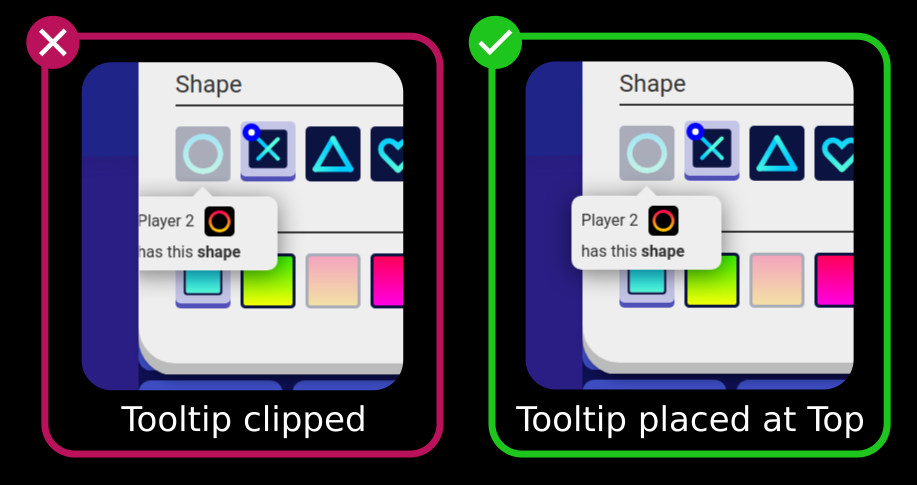 Shape
Player 2
has this shape
Tooltip clipped
Shape
Player 2
has this shape
Tooltip placed at Top